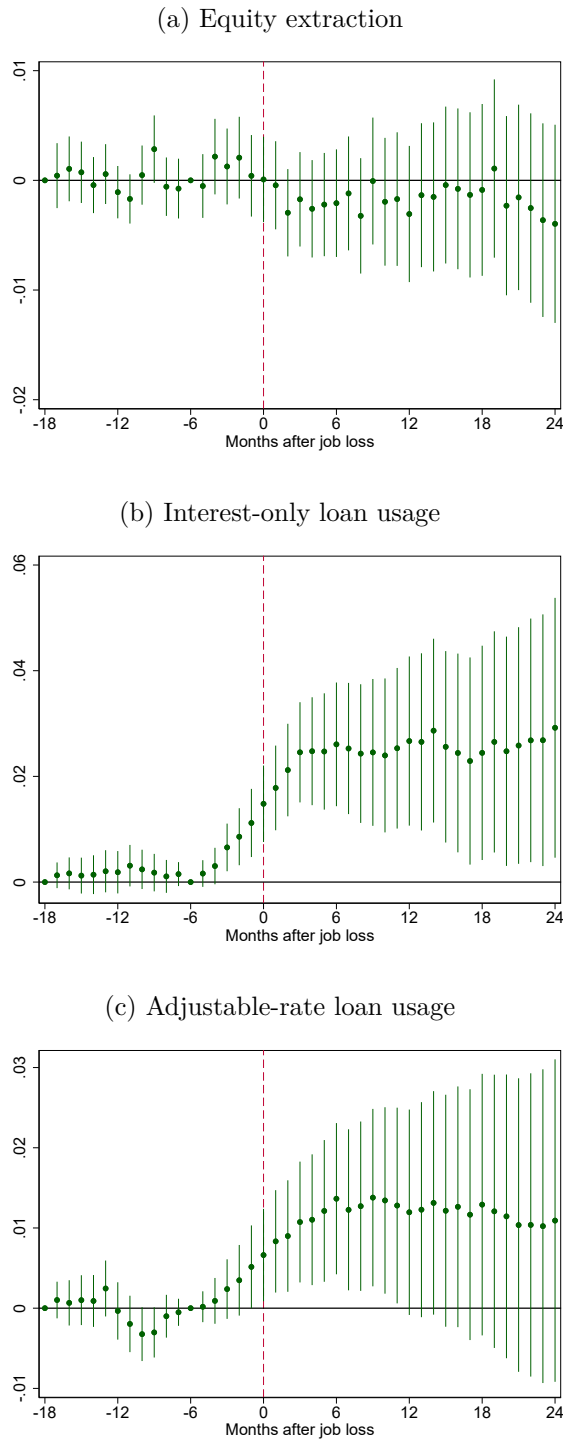 (a) Equity extraction
.01
0
-.01
-.02
-18 -12 -6 0 6 12 18 24
Months after job loss
(b) Interest-only loan usage
.06
.04
.02
0
-18 -12 -6 0 6 12 18 24
Months after job loss
(c) Adjustable-rate loan usage
.03
.02
.01
0
-.01
-18 -12 -6 0 6 12 18 24
Months after job loss